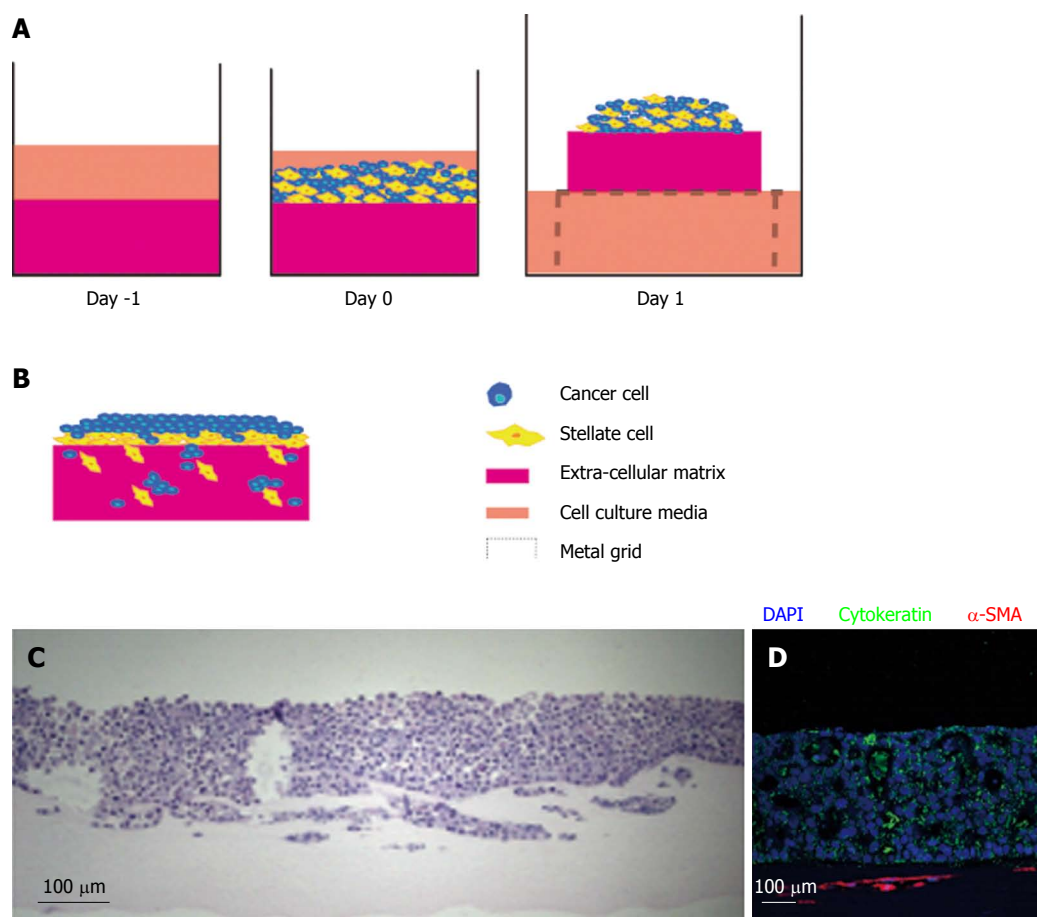 A
Day -1
Day 0
Day 1
B
Cancer cell
Stellate cell
Extra-cellular matrix
Cell culture media
Metal grid
DAPI Cytokeratin α-SMA
C
D
100 μm
100 μm